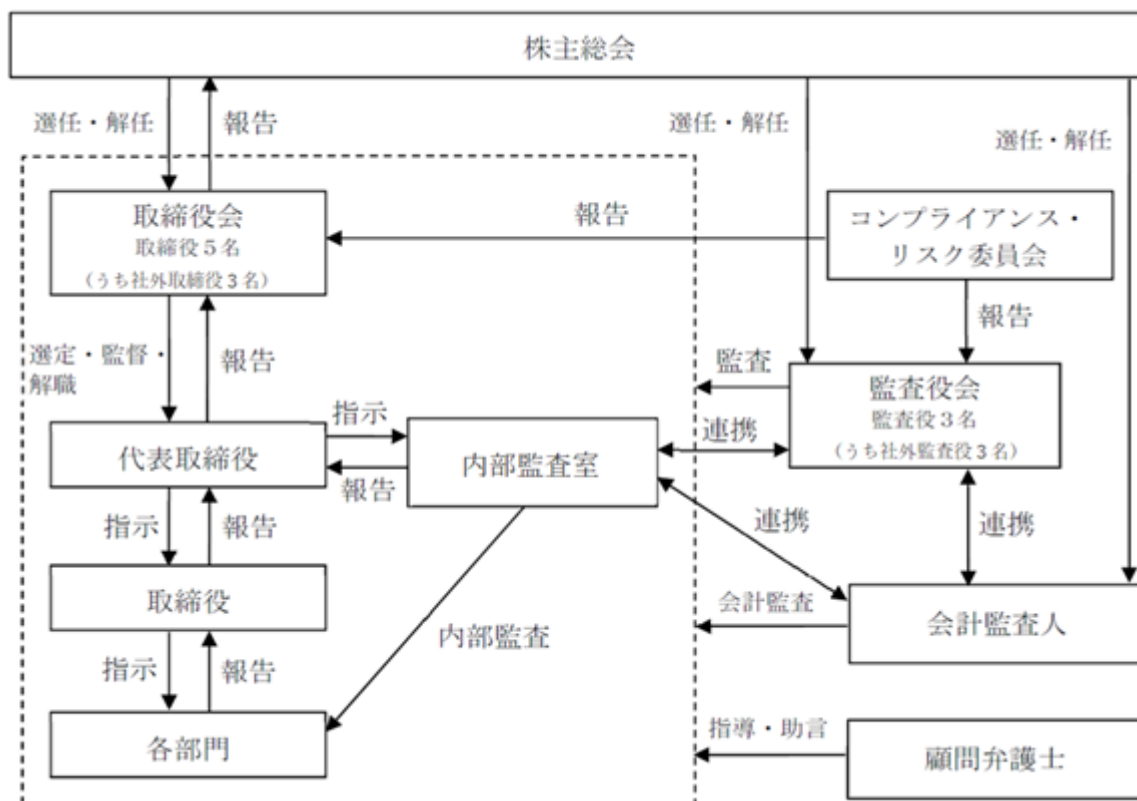 株主総会
選任・解任
報告
選任・解任
選任・解任
取締役会
取締役5名
(うち社外取締役3名)
報告
コンプライアンス・
リスク委員会
選定・監督・
解職
報告
報告
監査
監査役会
監査役3名
(うち社外監査役3名)
代表取締役
指示
報告
内部監査室
連携
指示
報告
連携
連携
取締役
内部監査
会計監査
会計監査人
指示
報告
各部門
指導・助言
顧問弁護士